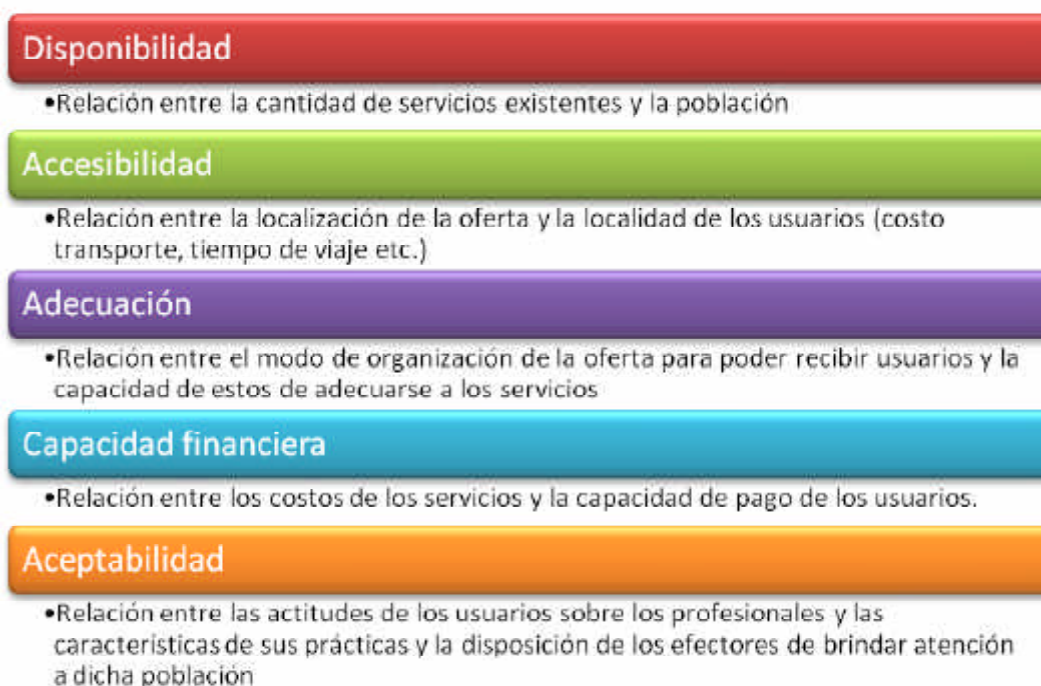 Disponibilidad
•Relación entre la cantidad de servicios existentes y la población
Accesibilidad
•Relación entre la localización de la oferta y la localidad de los usuarios (costo
transporte, tiempo de viaje etc.)
Adecuación
•Relación entre el modo de organización de la oferta para poder recibir usuarios y la
capacidad de estos de adecuarse a los servicios
Capacidad financiera
•Relación entre los costos de los servicios y la capacidad de pago de los usuarios.
Aceptabilidad
•Relación entre las actitudes de los usuarios sobre los profesionales y las
características de sus prácticas y la disposición de los efectores de brindar atención
a dicha población